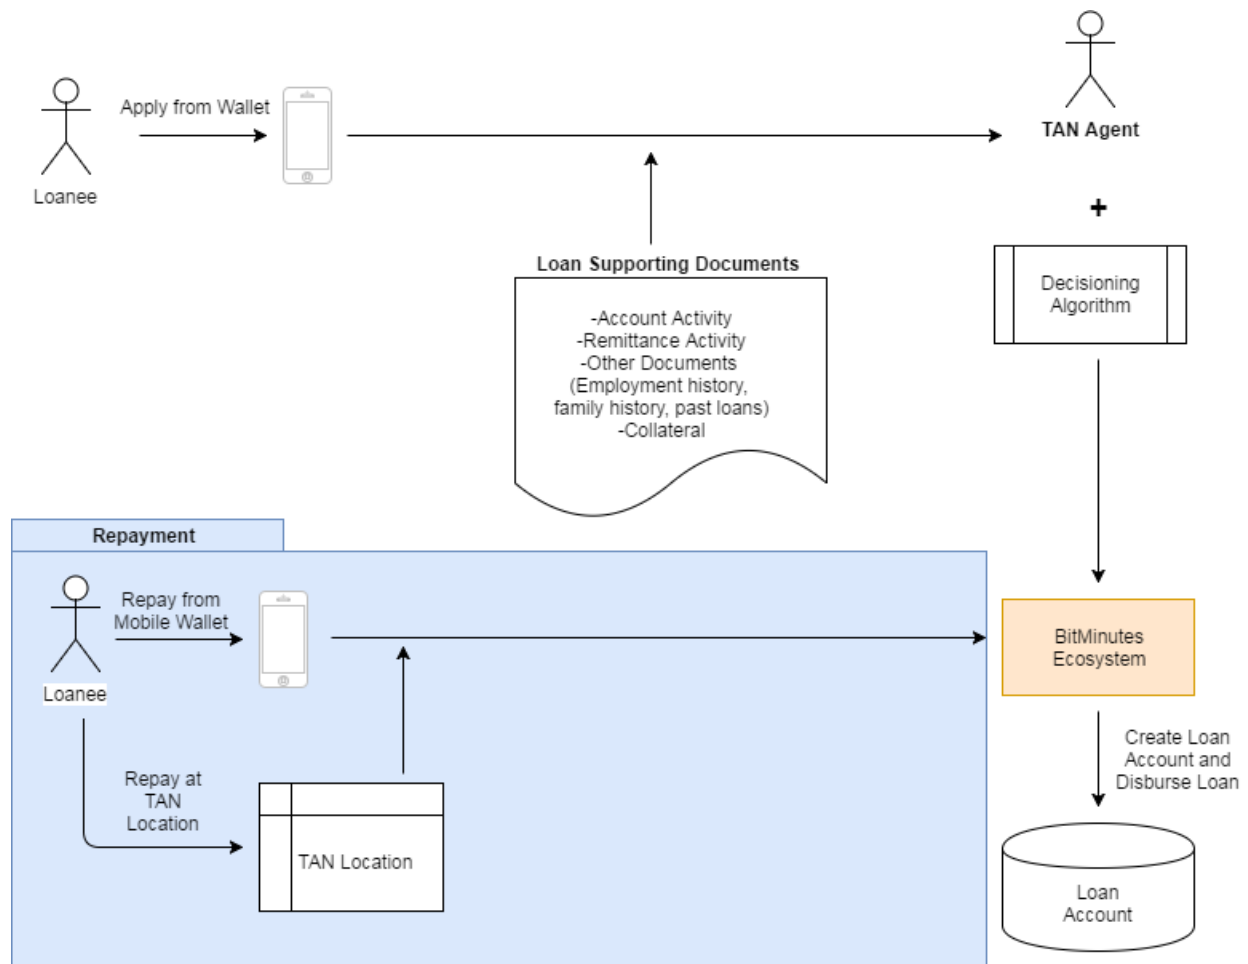 Apply from Wallet
Loanee
TAN Agent
+
Decisioning
Algorithm
Loan Supporting Documents
-Account Activity
-Remittance Activity
-Other Documents
(Employment history,
family history, past loans)
-Collateral
Repayment
Repay from
Mobile Wallet
Loanee
Repay at
TAN
Location
TAN Location
BitMinutes
Ecosystem
Create Loan
Account and
Disburse Loan
Loan
Account